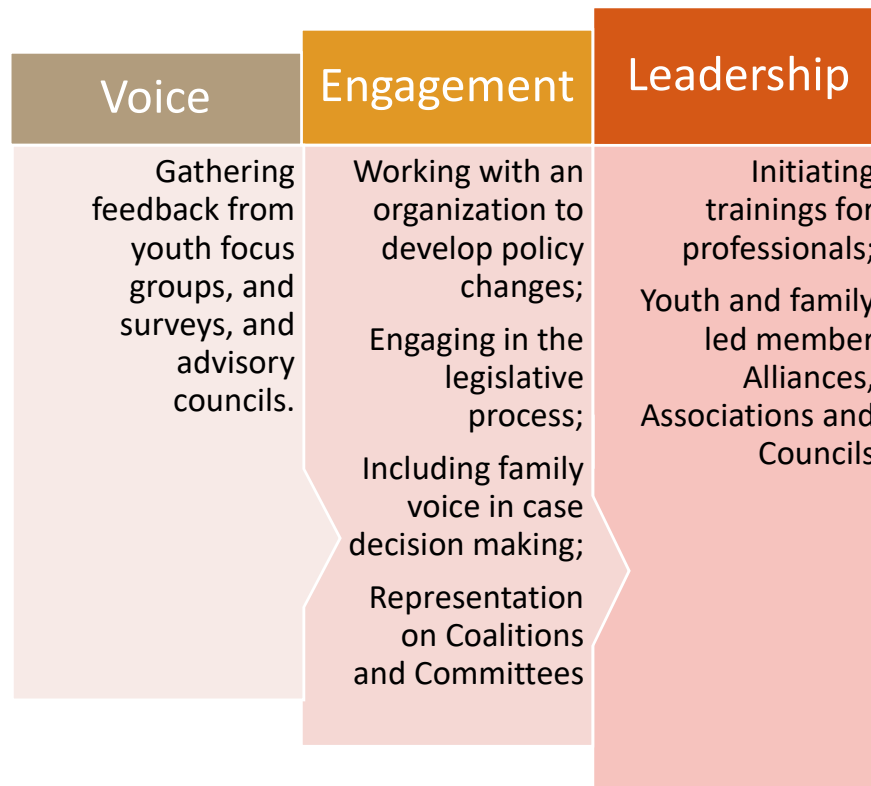 Voice
Gathering
feedback from
youth focus
groups, and
surveys, and
advisory
councils.
Engagement
Working with an
organization to
develop policy
changes;
Engaging in the
legislative
process;
Including family
voice in case
decision making;
Representation
on Coalitions
and Committees
Leadership
Initiating
trainings for
professionals;
Youth and family
led member
Alliances,
Associations and
Councils